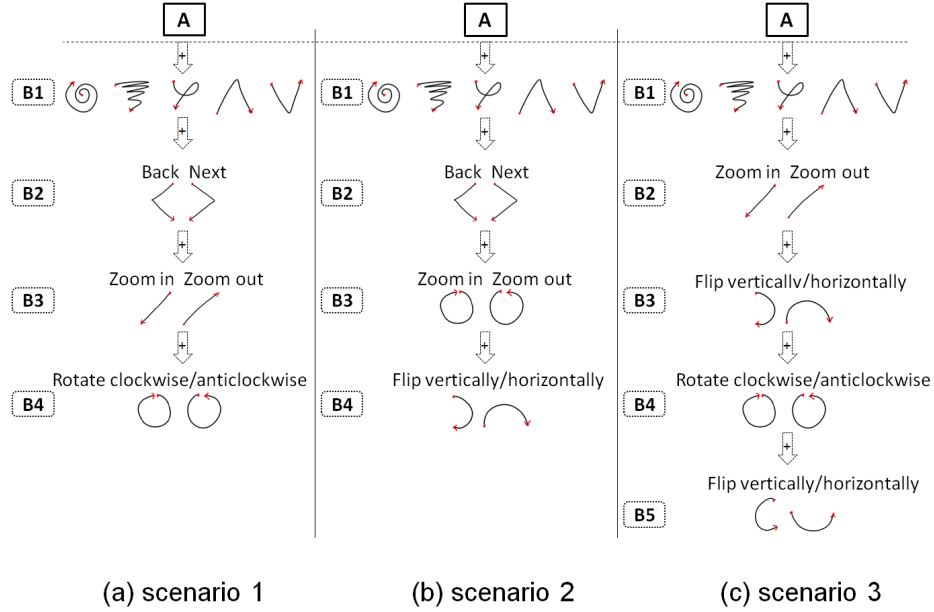 A
+
B1
+
B2
Back Next
+
B3
Zoom in Zoom out
+
B4
Rotate clockwise/anticlockwise
(a) scenario 1
A
+
B1
+
B2
Back Next
+
B3
Zoom in Zoom out
+
B4
Flip vertically/horizontally
(b) scenario 2
A
+
B1
+
B2
Zoom in Zoom out
+
B3
Flip verticallv/horizontally
+
B4
Rotate clockwise/anticlockwise
+
B5
Flip vertically/horizontally
(c) scenario 3